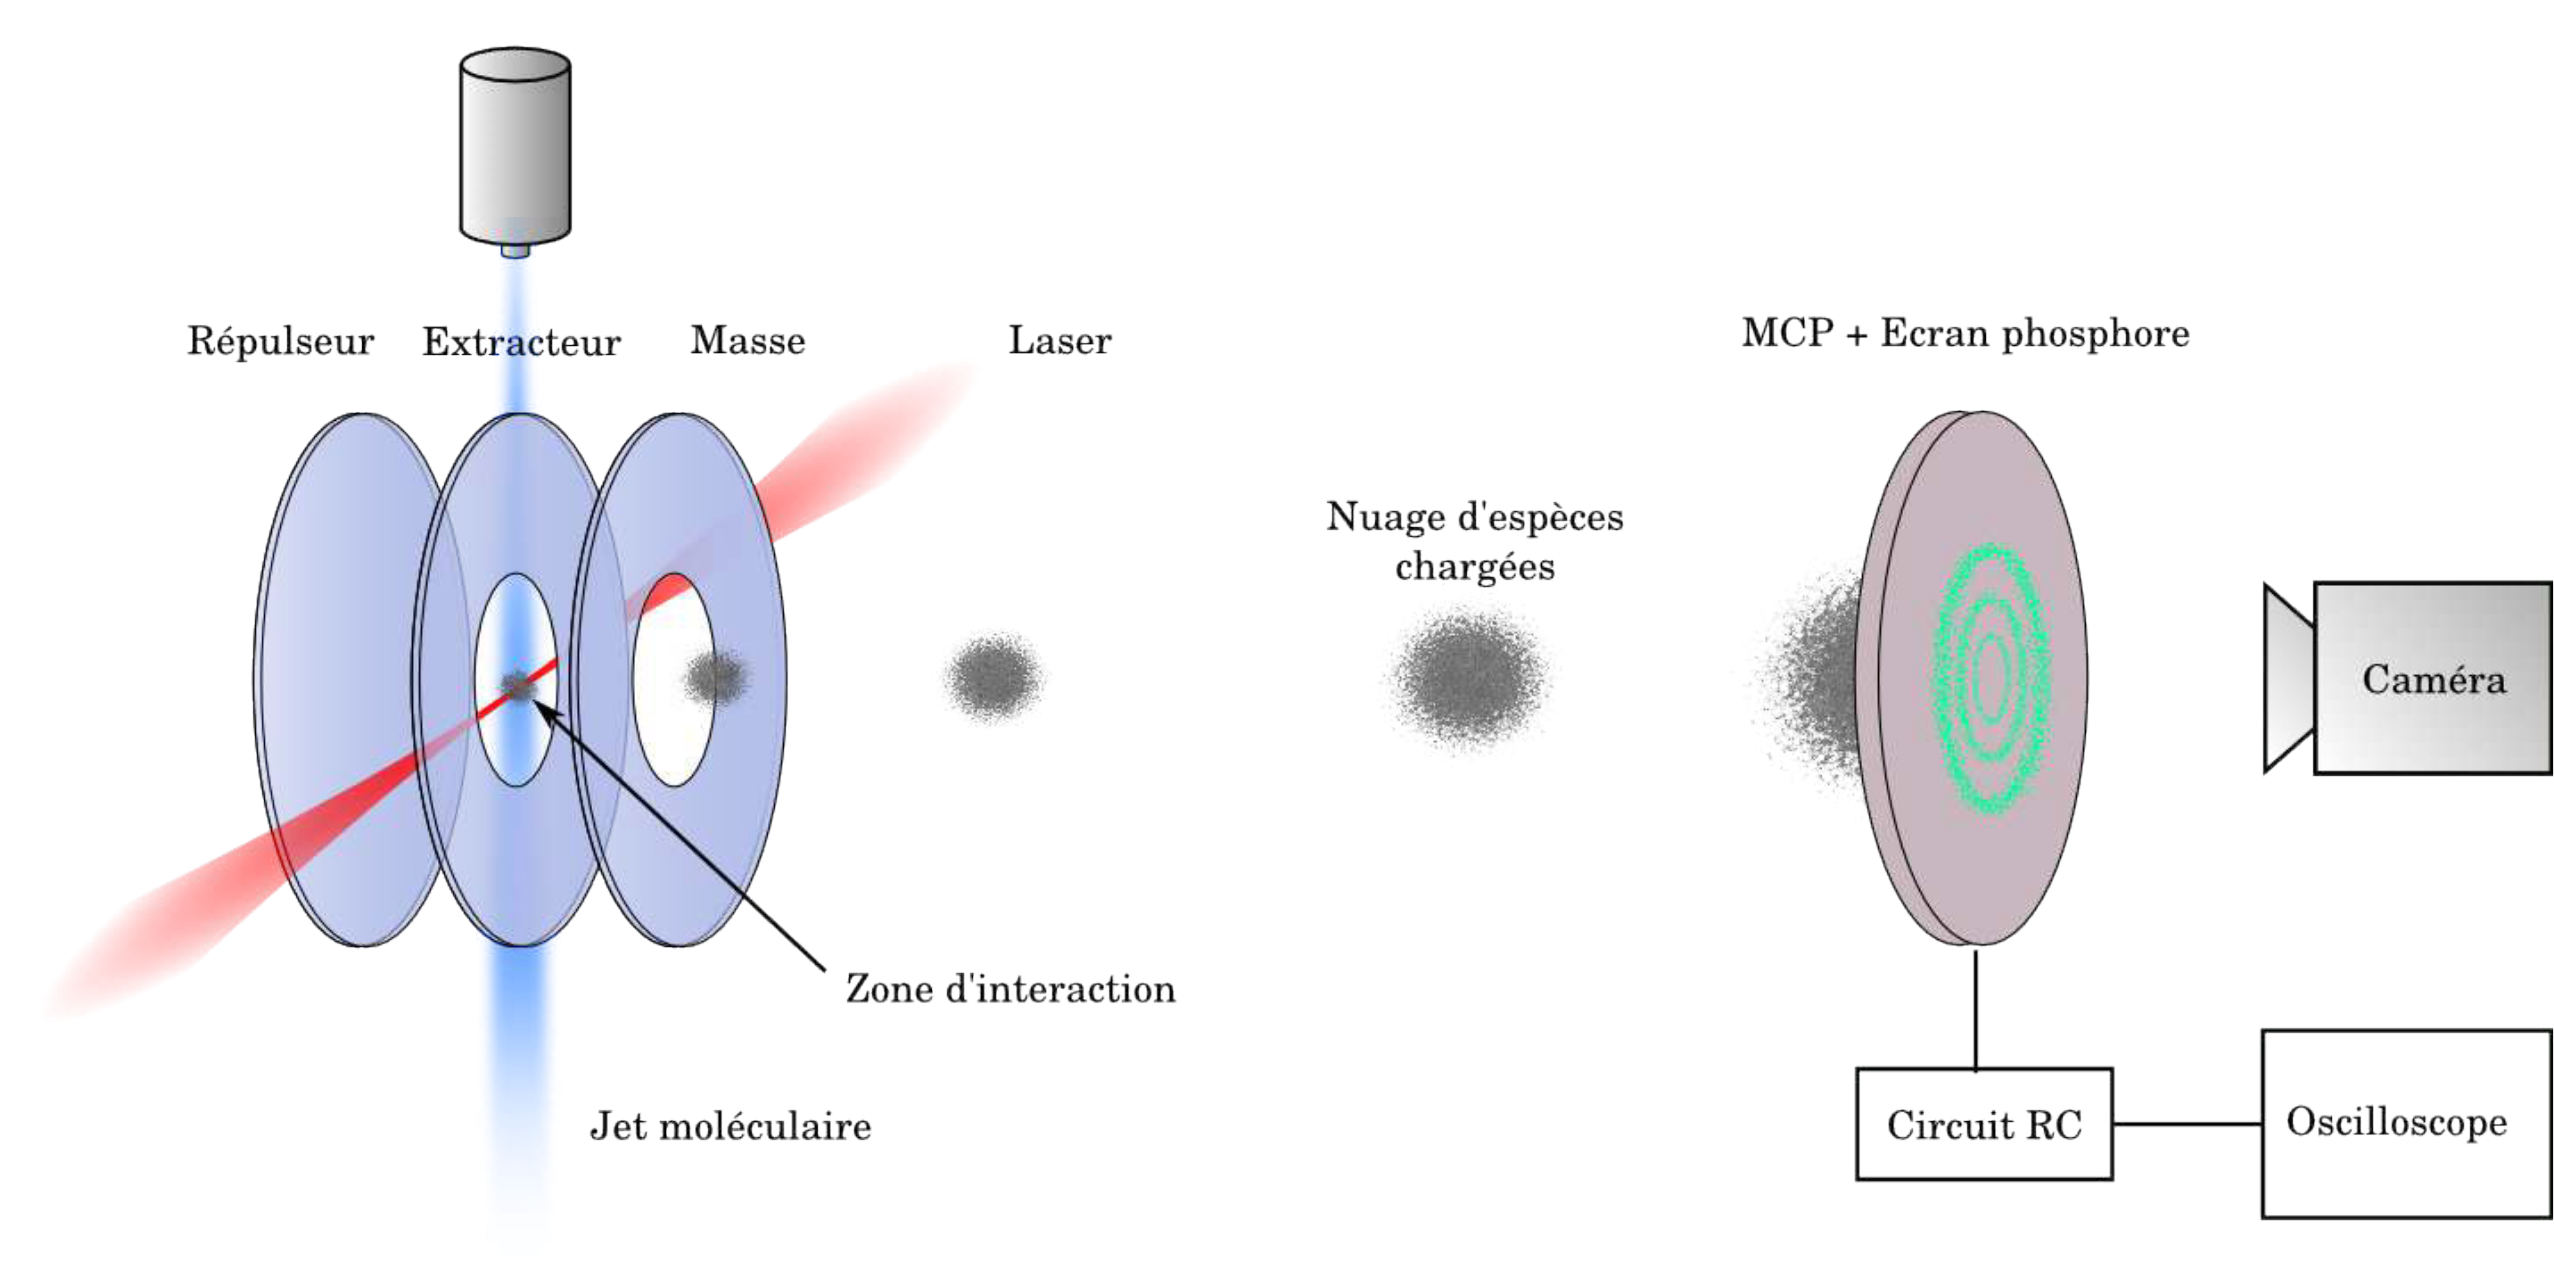 Répulseur
Extracteur
Masse
Laser
MCP + Ecran phosphore
Nuage d'espèces
chargées
Caméra
Zone d'interaction
Jet moléculaire
Circuit RC
Oscilloscope